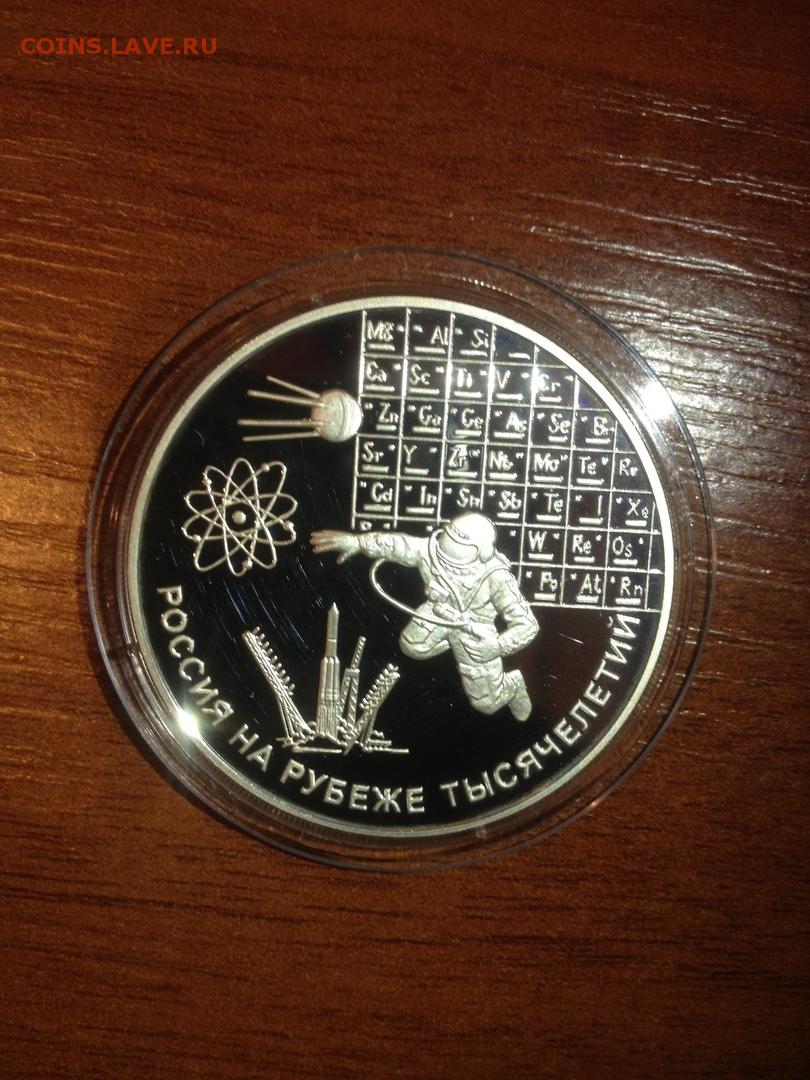 COINS.LAVE.RU
Mg Al Si
Ca Sc Ti V Cr
Zn Ga Ge As Se Br
Sr Y Zr Nb Mo Te Ru
Cd In Sn Sb Te I Xe
W Re Os
Po At Rn
РОССИЯ НА РУБЕЖЕ ТЫСЯЧЕЛЕТИЙ